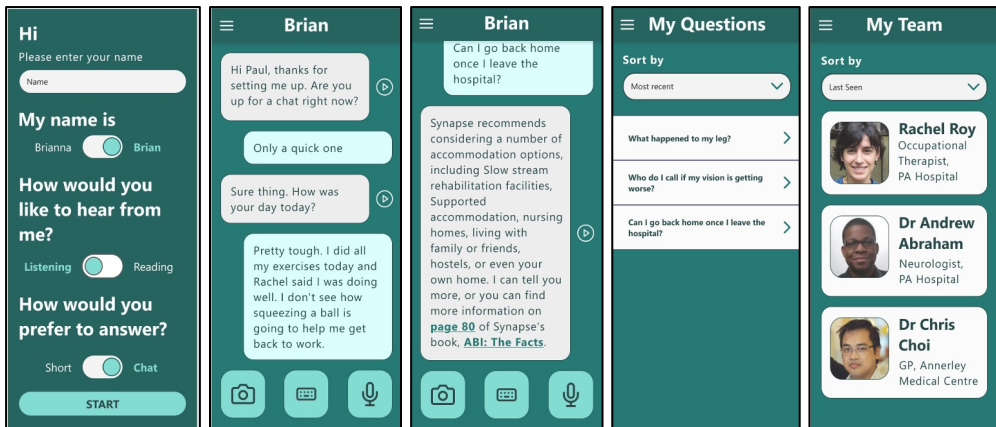 Hi
Please enter your name
Name
My name is
Brianna Brian
How would you
like to hear from
me?
Listening Reading
How would you
prefer to answer?
Short Chat
START
Brian
Hi Paul, thanks for
setting me up. Are you
up for a chat right now?
Only a quick one
Sure thing. How was
your day today?
Pretty tough. I did all
my exercises today and
Rachel said I was doing
well. I don't see how
squeezing a ball is
going to help me get
back to work.
Brian
Can I go back home
once I leave the
hospital?
Synapse recommends
considering a number of
accommodation options,
including Slow stream
rehabilitation facilities,
Supported
accommodation, nursing
homes, living with
family or friends,
hostels, or even your
own home. I can tell you
more, or you can find
more information on
page 80 of Synapse's
book, ABI: The Facts.
My Questions
Sort by
Most recent
What happened to my leg?
Who do I call if my vision is getting
worse?
Can I go back home once I leave the
hospital?
My Team
Sort by
Last Seen
Rachel Roy
Occupational
Therapist,
PA Hospital
Dr Andrew
Abraham
Neurologist,
PA Hospital
Dr Chris
Choi
GP, Annerley
Medical Centre